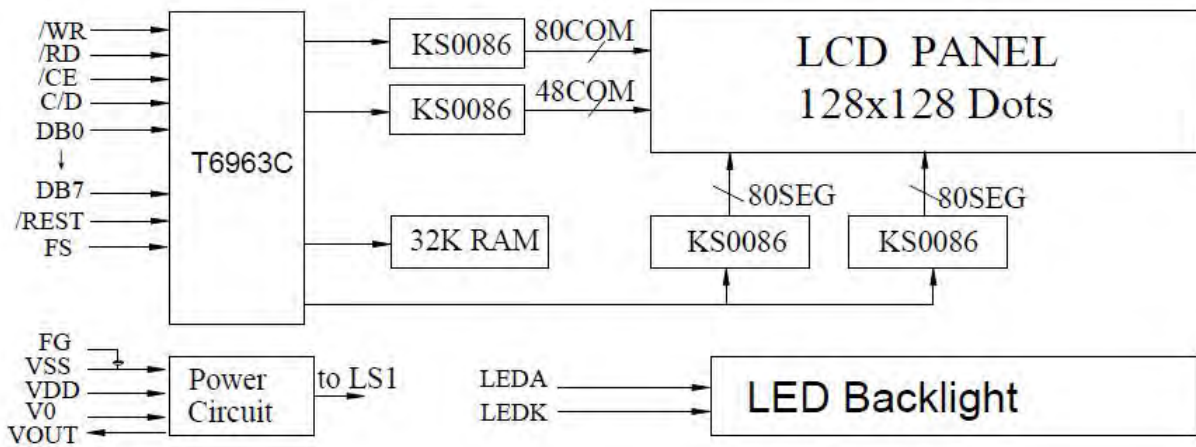 /WR
/RD
/CE
C/D
DB0
↓
DB7
/REST
FS
T6963C
KS0086
80COM
KS0086
48COM
LCD PANEL
128x128 Dots
32K RAM
80SEG
80SEG
KS0086
KS0086
FG
VSS
VDD
V0
VOUT
Power
Circuit
to LS1
LEDA
LEDK
LED Backlight